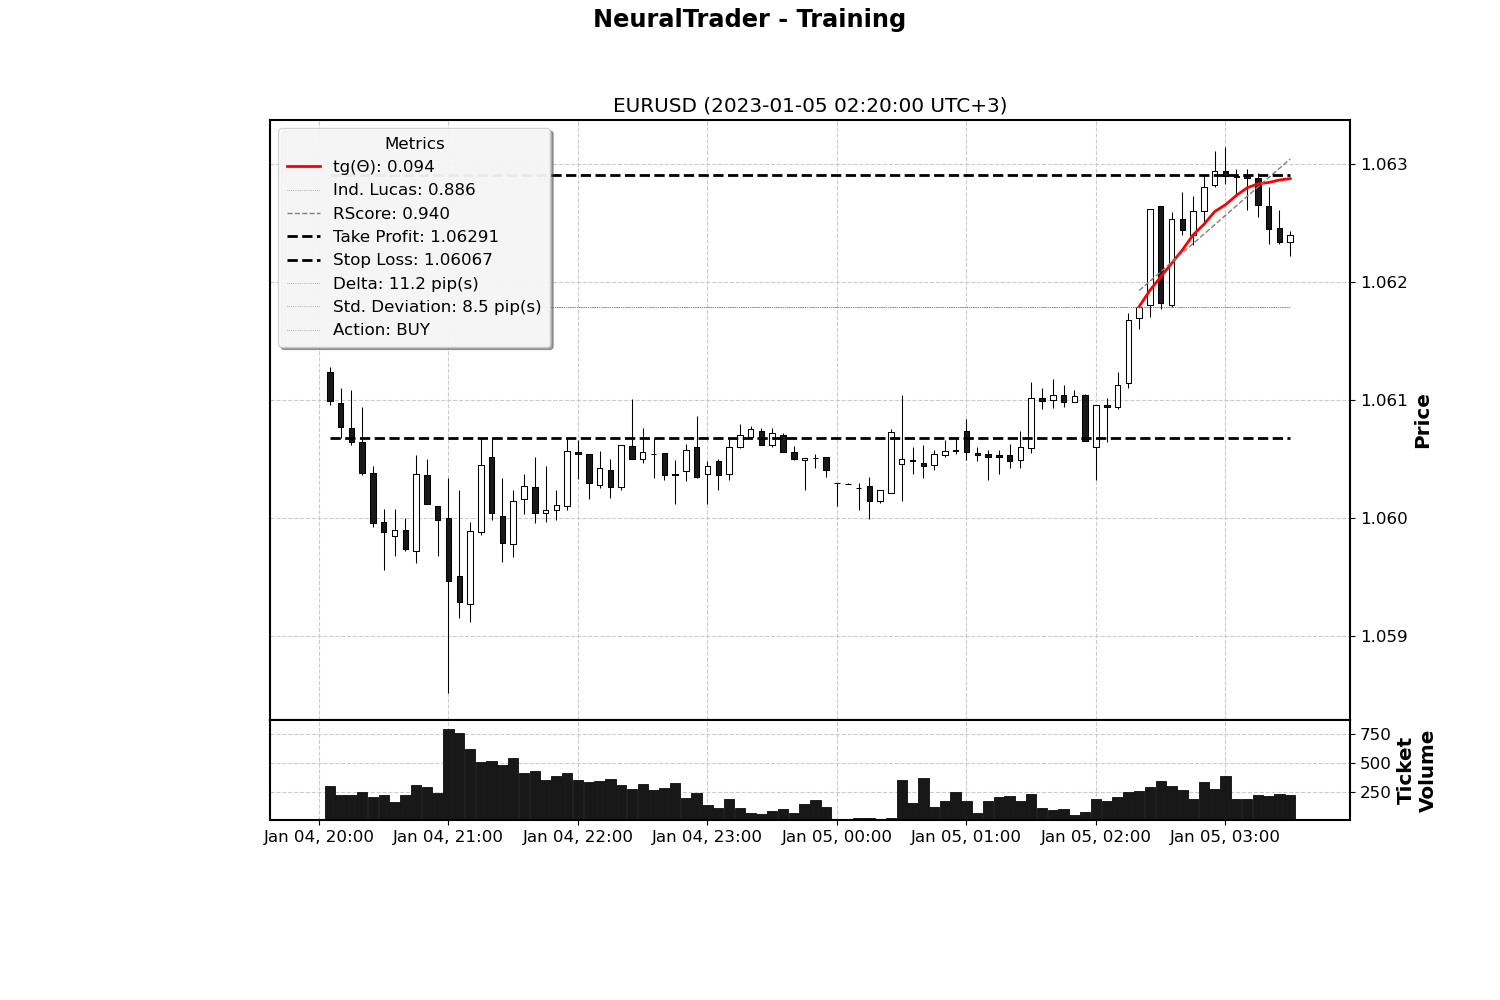 NeuralTrader - Training
EURUSD (2023-01-05 02:20:00 UTC+3)
Metrics
tg(Θ): 0.094
Ind. Lucas: 0.886
RScore: 0.940
Take Profit: 1.06291
Stop Loss: 1.06067
Delta: 11.2 pip(s)
Std. Deviation: 8.5 pip(s)
Action: BUY
1.063
1.062
1.061
1.060
1.059
Price
750
500
250
Ticket
Volume
Jan 04, 20:00
Jan 04, 21:00
Jan 04, 22:00
Jan 04, 23:00
Jan 05, 00:00
Jan 05, 01:00
Jan 05, 02:00
Jan 05, 03:00